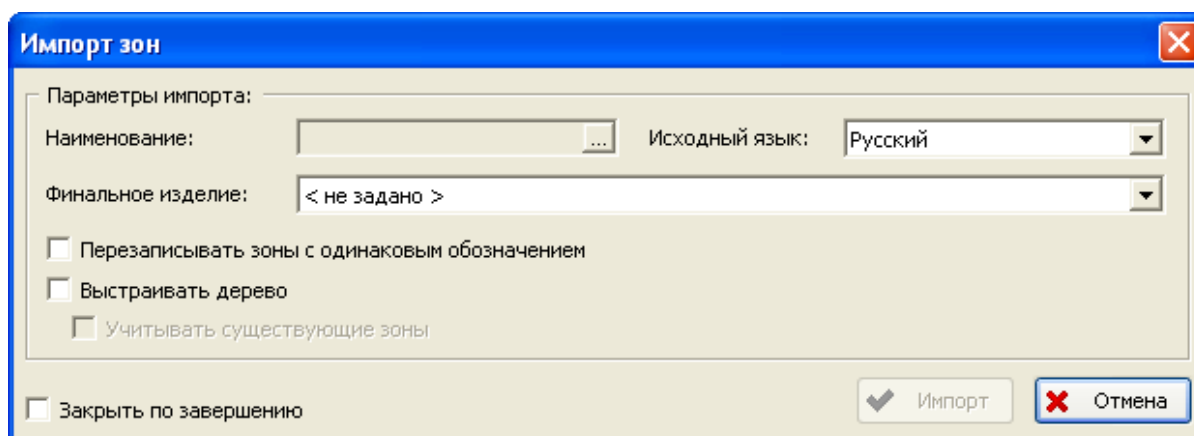 Импорт зон
Параметры импорта:
Наименование: ... Исходный язык: Русский
Финальное изделие: < не задано >
Перезаписывать зоны с одинаковым обозначением
Выстраивать дерево
Учитывать существующие зоны
Закрыть по завершению Импорт Отмена